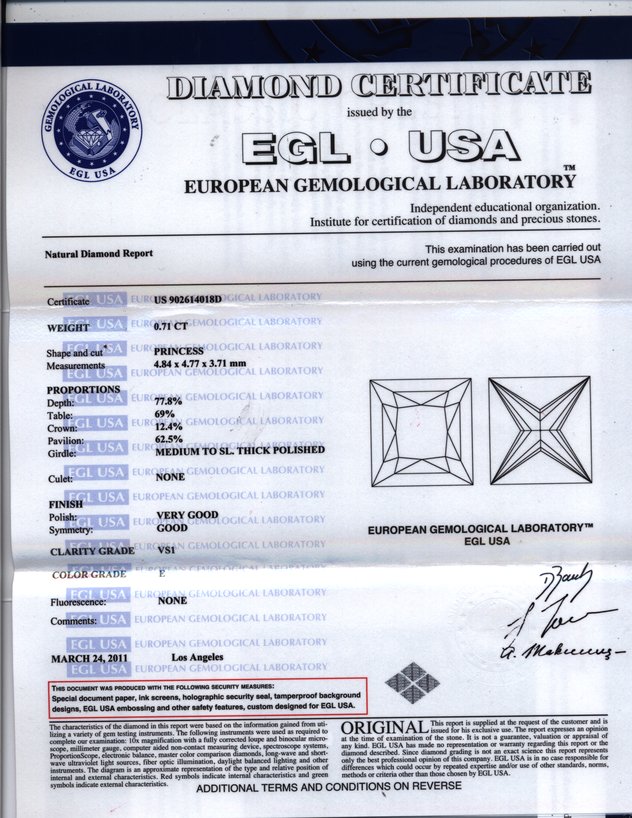 GEMOLOGICAL LABORATORY
EGL USA
DIAMOND CERTIFICATE
issued by the
EGL • USA
EUROPEAN GEMOLOGICAL LABORATORY™
Independent educational organization.
Institute for certification of diamonds and precious stones.
Natural Diamond Report
This examination has been carried out
using the current gemological procedures of EGL USA
Certificate US 902614018D
WEIGHT 0.71 CT
Shape and cut PRINCESS
Measurements 4.84 x 4.77 x 3.71 mm
PROPORTIONS
Depth: 77.8%
Table: 69%
Crown: 12.4%
Pavilion: 62.5%
Girdle: MEDIUM TO SL. THICK POLISHED
Culet: NONE
FINISH
Polish: VERY GOOD
Symmetry: GOOD
CLARITY GRADE VS1
COLOR GRADE E
Fluorescence: NONE
Comments:
MARCH 24, 2011 Los Angeles
EUROPEAN GEMOLOGICAL LABORATORY™
EGL USA
THIS DOCUMENT WAS PRODUCED WITH THE FOLLOWING SECURITY MEASURES:
Special document paper, ink screens, holographic security seal, tamperproof background
designs, EGL USA embossing and other safety features, custom designed for EGL USA.
The characteristics of the diamond in this report were based on the information gained from uti-
lizing a variety of gem testing instruments. The following instruments were used as required to
complete our examination: 10x magnification with a fully corrected loupe and binocular micro-
scope, millimeter gauge, computer aided non-contact measuring device, spectroscope systems,
ProportionScope, electronic balance, master color comparison diamonds, long-wave and short-
wave ultraviolet light sources, fiber optic illumination, daylight balanced lighting and other
instruments. The diagram is an approximate representation of the type and relative position of
internal and external characteristics. Red symbols indicate internal characteristics and green
symbols indicate external characteristics.
ORIGINAL This report is supplied at the request of the customer and is
issued for his exclusive use. The report expresses an opinion
at the time of examination of the stone. It is not a guarantee, valuation or appraisal of
any kind. EGL USA has made no representation or warranty regarding this report or the
diamond described. Since diamond grading is not an exact science this report represents
only the best professional opinion of this company. EGL USA is in no case responsible for
differences which could occur by repeated expertise and/or use of other standards, norms,
methods or criteria other than those chosen by EGL USA.
ADDITIONAL TERMS AND CONDITIONS ON REVERSE